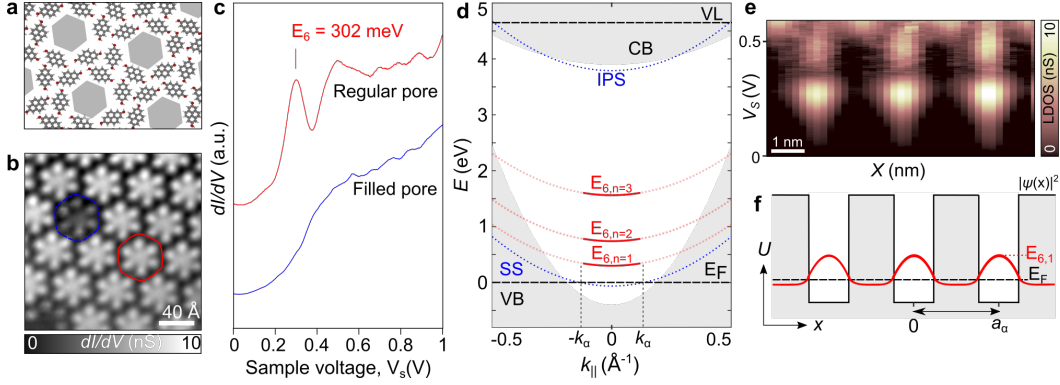 a
b
40 Å
0 dI/dV (nS) 10
c
E₆ = 302 meV
Regular pore
Filled pore
dI/dV (a.u.)
0 0.2 0.4 0.6 0.8 1
Sample voltage, Vₛ(V)
d
5
4
3
2
1
0
E (eV)
VL
CB
IPS
E₆,ₙ₌₃
E₆,ₙ₌₂
E₆,ₙ₌₁
SS
E_F
VB
-kα kα
-0.5 0 0.5
k|| (Å⁻¹)
e
0.5
0
Vₛ (V)
1 nm
X (nm)
0 LDOS (nS) 10
f
|ψ(x)|²
U
E₆,₁
E_F
x
0 aα